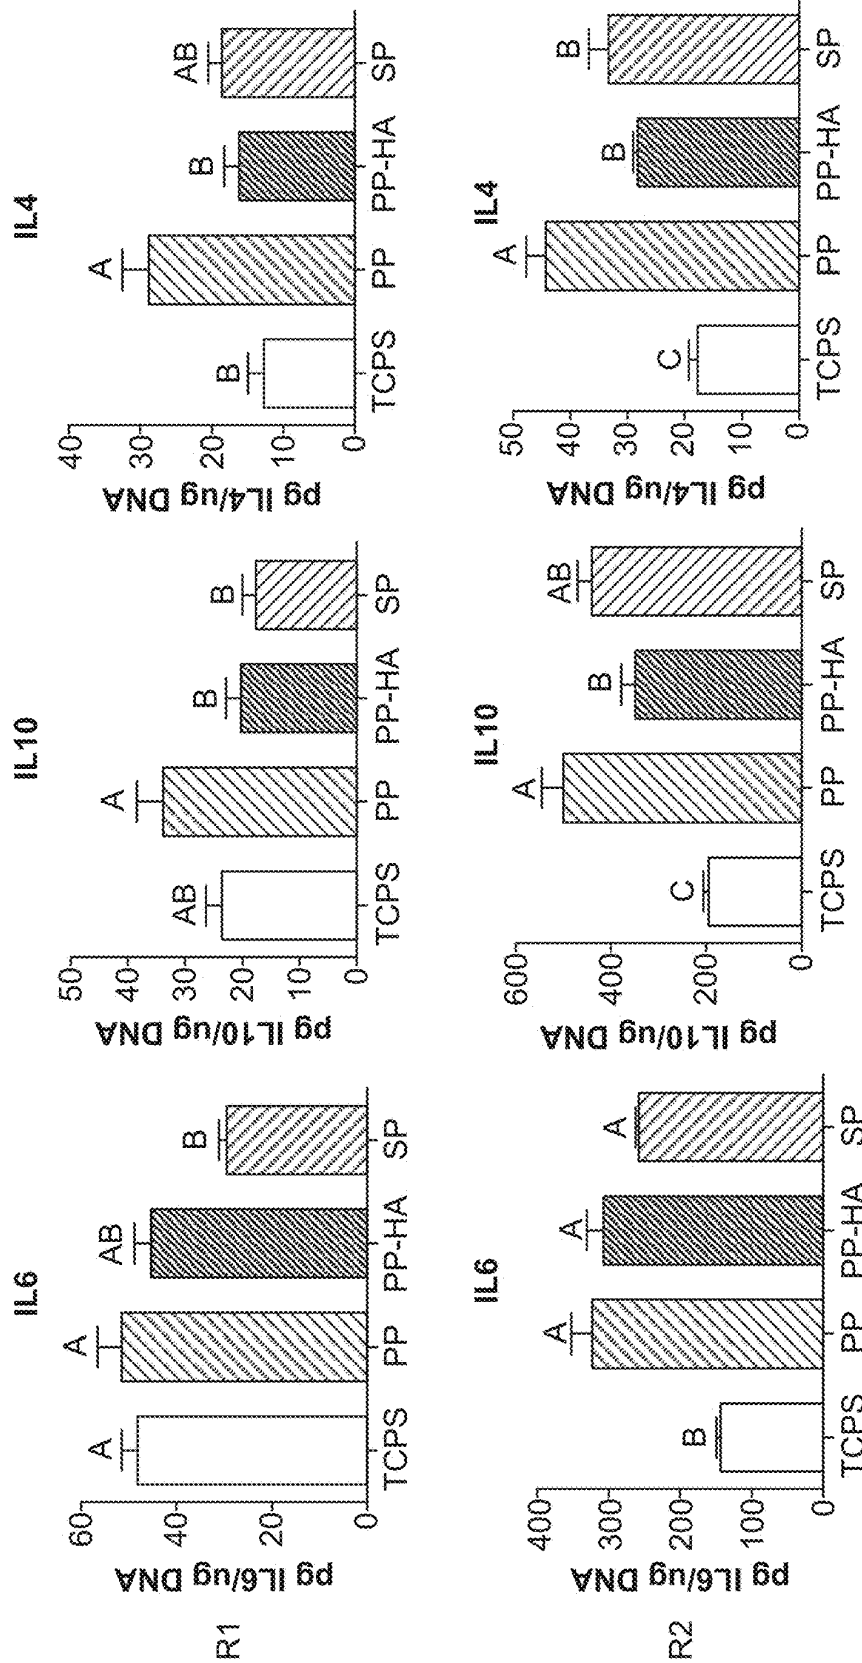 R1
IL6
pg IL6/ug DNA
60
40
20
0
A
A
AB
B
TCPS
PP
PP-HA
SP
IL10
pg IL10/ug DNA
50
40
30
20
10
0
AB
A
B
B
TCPS
PP
PP-HA
SP
IL4
pg IL4/ug DNA
40
30
20
10
0
B
A
B
AB
TCPS
PP
PP-HA
SP
R2
IL6
pg IL6/ug DNA
400
300
200
100
0
B
A
A
A
TCPS
PP
PP-HA
SP
IL10
pg IL10/ug DNA
600
400
200
0
C
A
B
AB
TCPS
PP
PP-HA
SP
IL4
pg IL4/ug DNA
50
40
30
20
10
0
C
A
B
B
TCPS
PP
PP-HA
SP